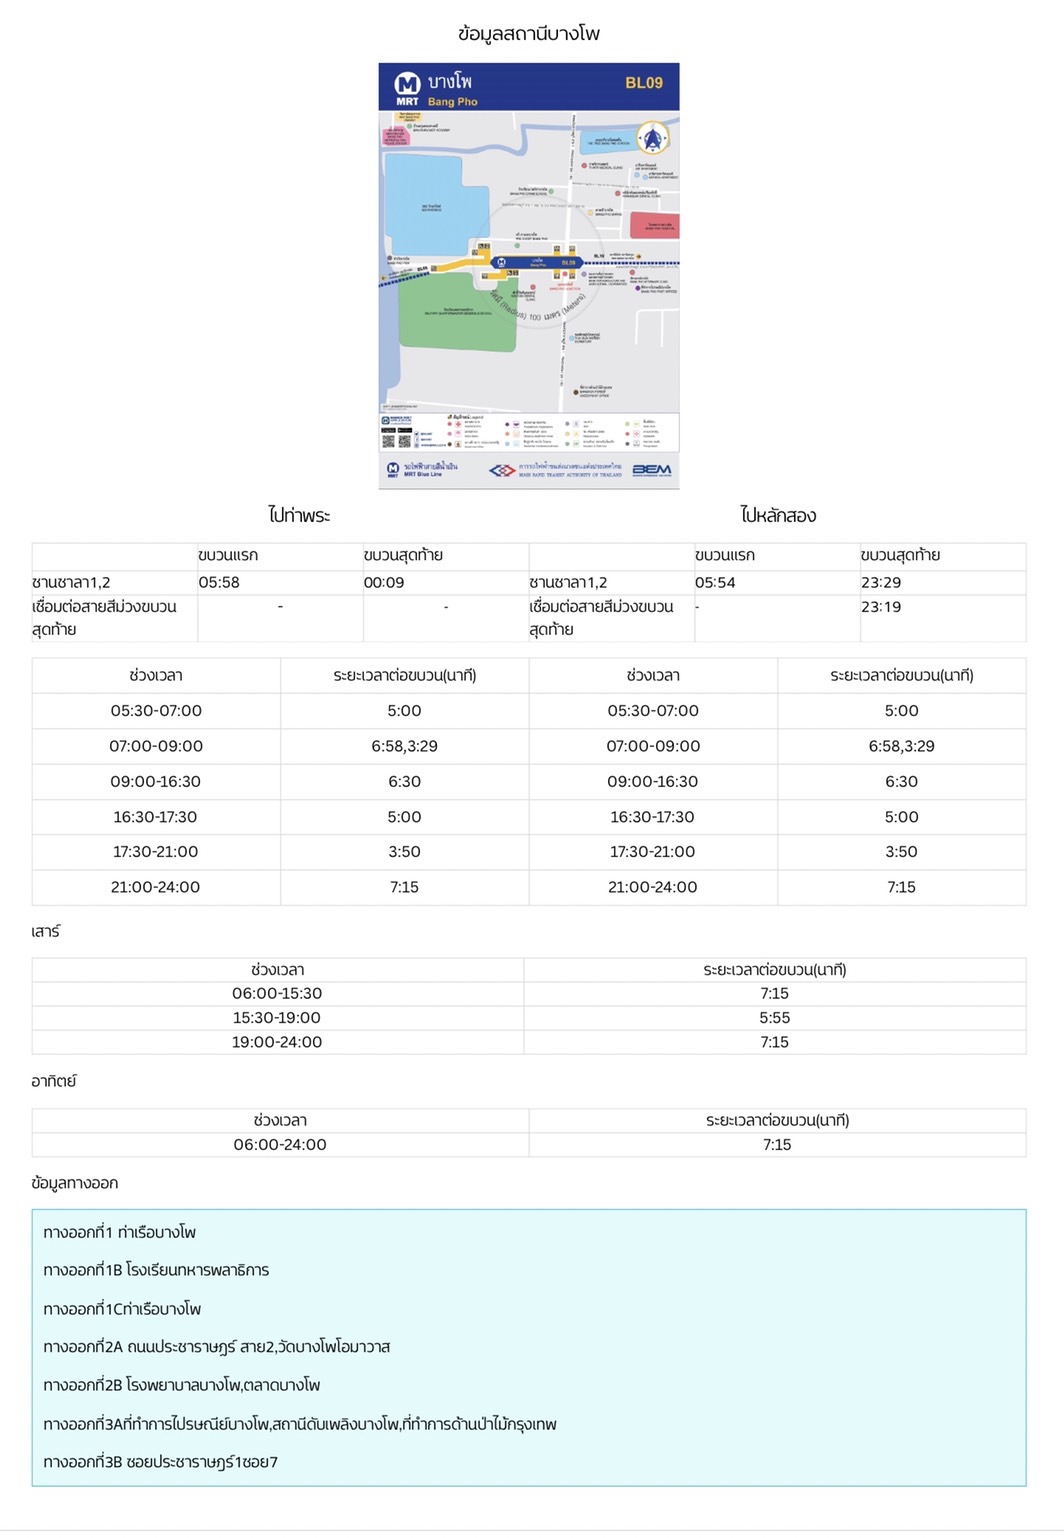 ข้อมูลสถานีบางโพ
MRT
บางโพ
Bang Pho
BL09
รัศมี (Radius) 100 เมตร (Meters)
รถไฟฟ้าสายสีน้ำเงิน
MRT Blue Line
การรถไฟฟ้าขนส่งมวลชนแห่งประเทศไทย
MASS RAPID TRANSIT AUTHORITY OF THAILAND
BEM
ไปท่าพระ ไปหลักสอง
ขบวนแรก ขบวนสุดท้าย ขบวนแรก ขบวนสุดท้าย
ชานชาลา1,2 05:58 00:09 ชานชาลา1,2 05:54 23:29
เชื่อมต่อสายสีม่วงขบวน - - เชื่อมต่อสายสีม่วงขบวน - 23:19
สุดท้าย สุดท้าย
ช่วงเวลา ระยะเวลาต่อขบวน(นาที) ช่วงเวลา ระยะเวลาต่อขบวน(นาที)
05:30-07:00 5:00 05:30-07:00 5:00
07:00-09:00 6:58,3:29 07:00-09:00 6:58,3:29
09:00-16:30 6:30 09:00-16:30 6:30
16:30-17:30 5:00 16:30-17:30 5:00
17:30-21:00 3:50 17:30-21:00 3:50
21:00-24:00 7:15 21:00-24:00 7:15
เสาร์
ช่วงเวลา ระยะเวลาต่อขบวน(นาที)
06:00-15:30 7:15
15:30-19:00 5:55
19:00-24:00 7:15
อาทิตย์
ช่วงเวลา ระยะเวลาต่อขบวน(นาที)
06:00-24:00 7:15
ข้อมูลทางออก
ทางออกที่1 ท่าเรือบางโพ
ทางออกที่1B โรงเรียนทหารพลาธิการ
ทางออกที่1Cท่าเรือบางโพ
ทางออกที่2A ถนนประชาราษฎร์ สาย2,วัดบางโพโอมาวาส
ทางออกที่2B โรงพยาบาลบางโพ,ตลาดบางโพ
ทางออกที่3Aที่ทำการไปรษณีย์บางโพ,สถานีดับเพลิงบางโพ,ที่ทำการด้านป่าไม้กรุงเทพ
ทางออกที่3B ซอยประชาราษฎร์1ซอย7